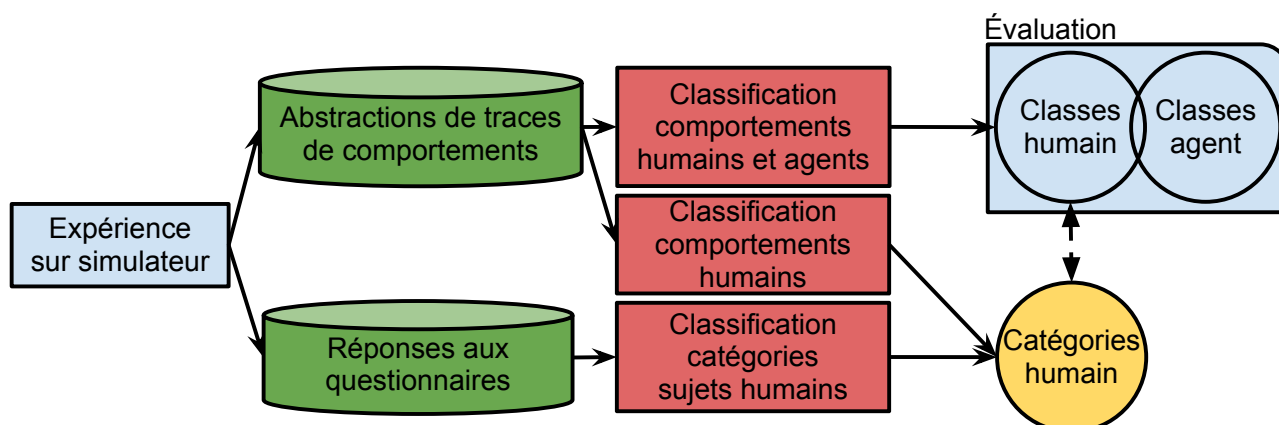 Expérience
sur simulateur
Abstractions de traces
de comportements
Réponses aux
questionnaires
Classification
comportements
humains et agents
Classification
comportements
humains
Classification
catégories
sujets humains
Évaluation
Classes
humain
Classes
agent
Catégories
humain